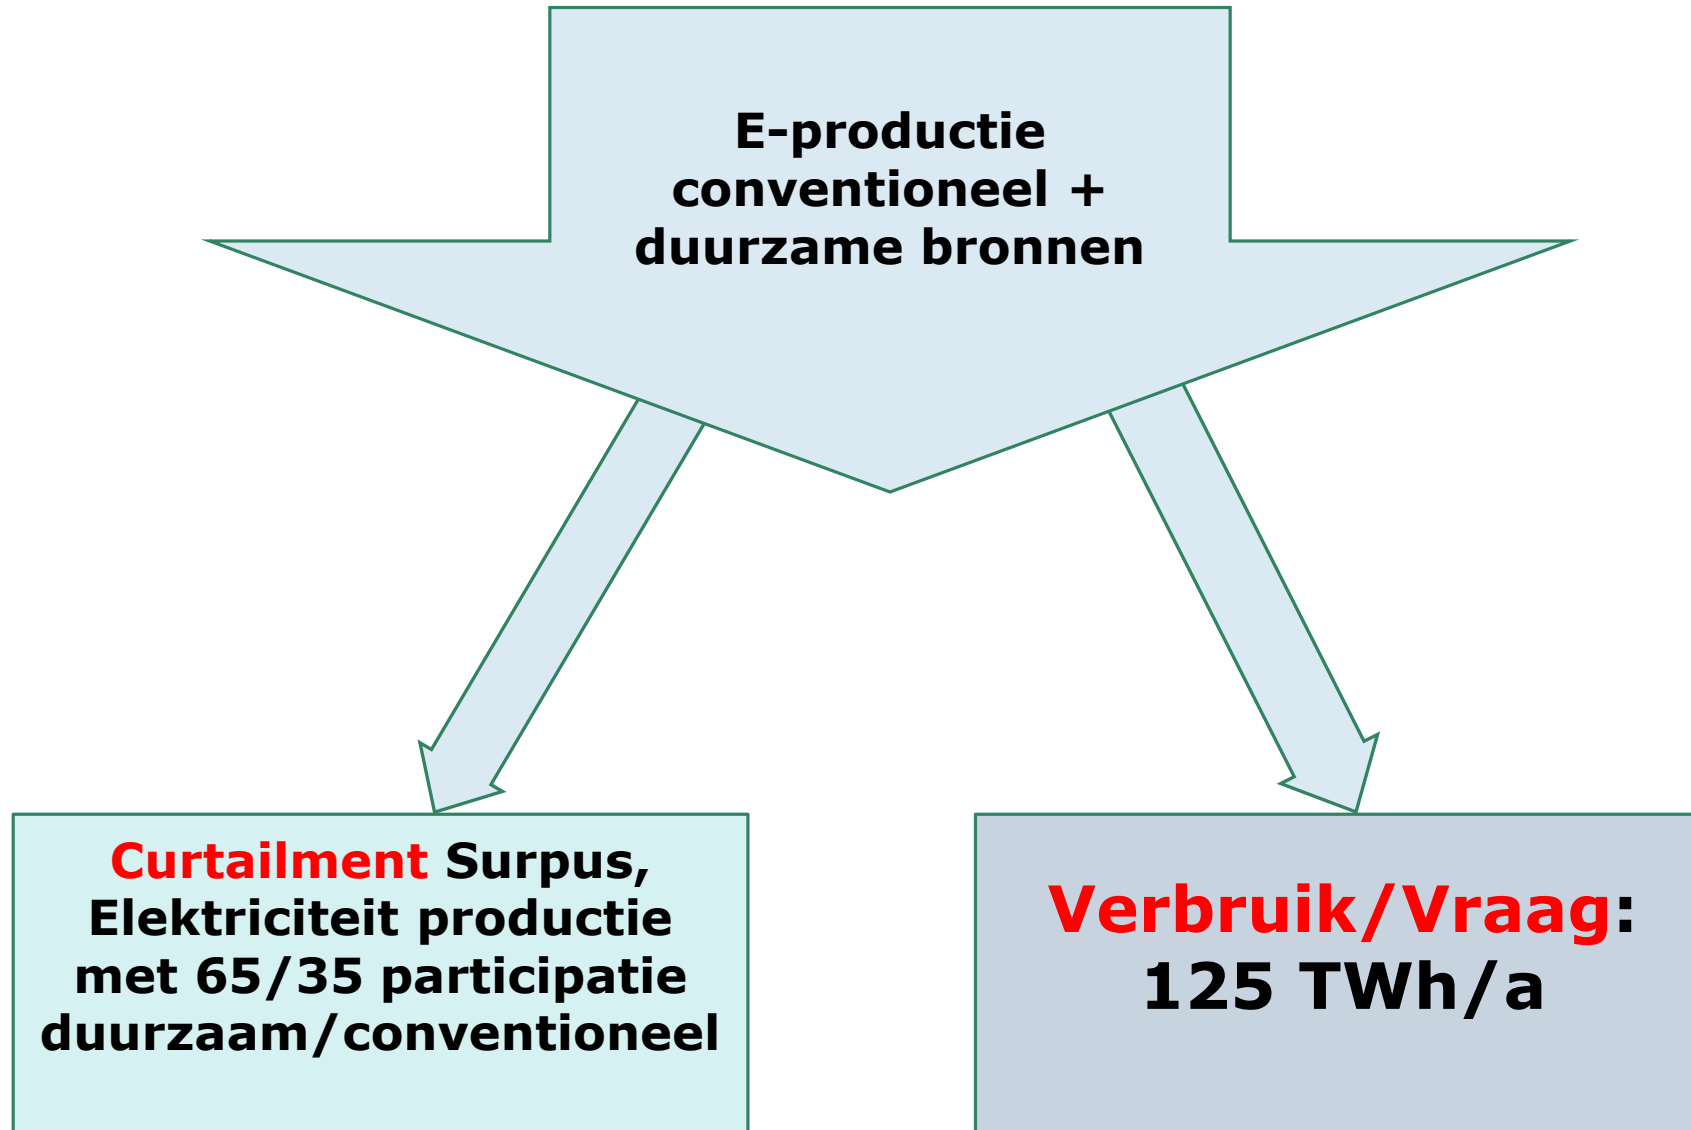 E-productie
conventioneel +
duurzame bronnen
Curtailment Surpus,
Elektriciteit productie
met 65/35 participatie
duurzaam/conventioneel
Verbruik/Vraag:
125 TWh/a